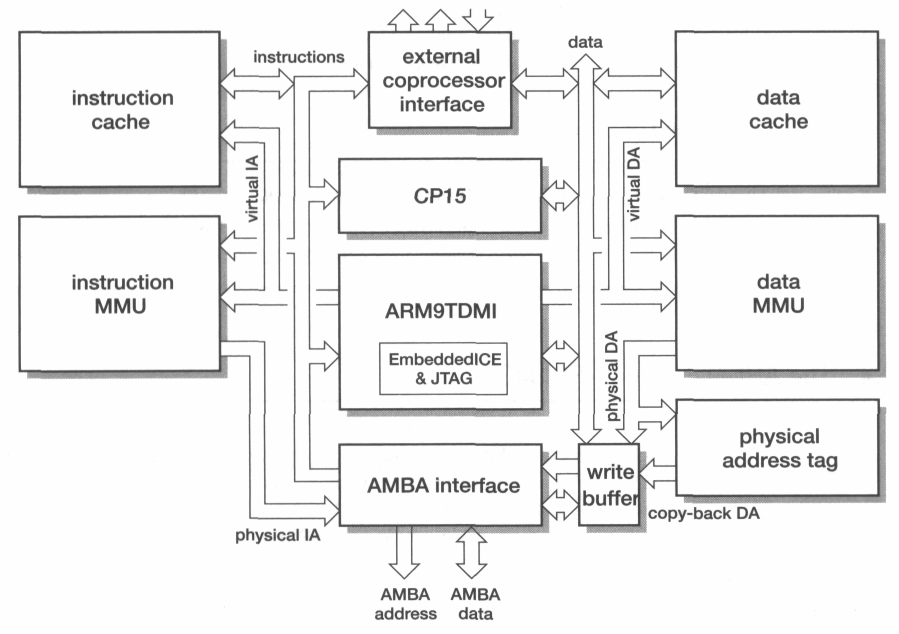 instructions
external
coprocessor
interface
data
instruction
cache
data
cache
virtual IA
CP15
virtual DA
instruction
MMU
ARM9TDMI
EmbeddedICE
& JTAG
data
MMU
physical DA
AMBA interface
write
buffer
physical
address tag
copy-back DA
physical IA
AMBA
address
AMBA
data